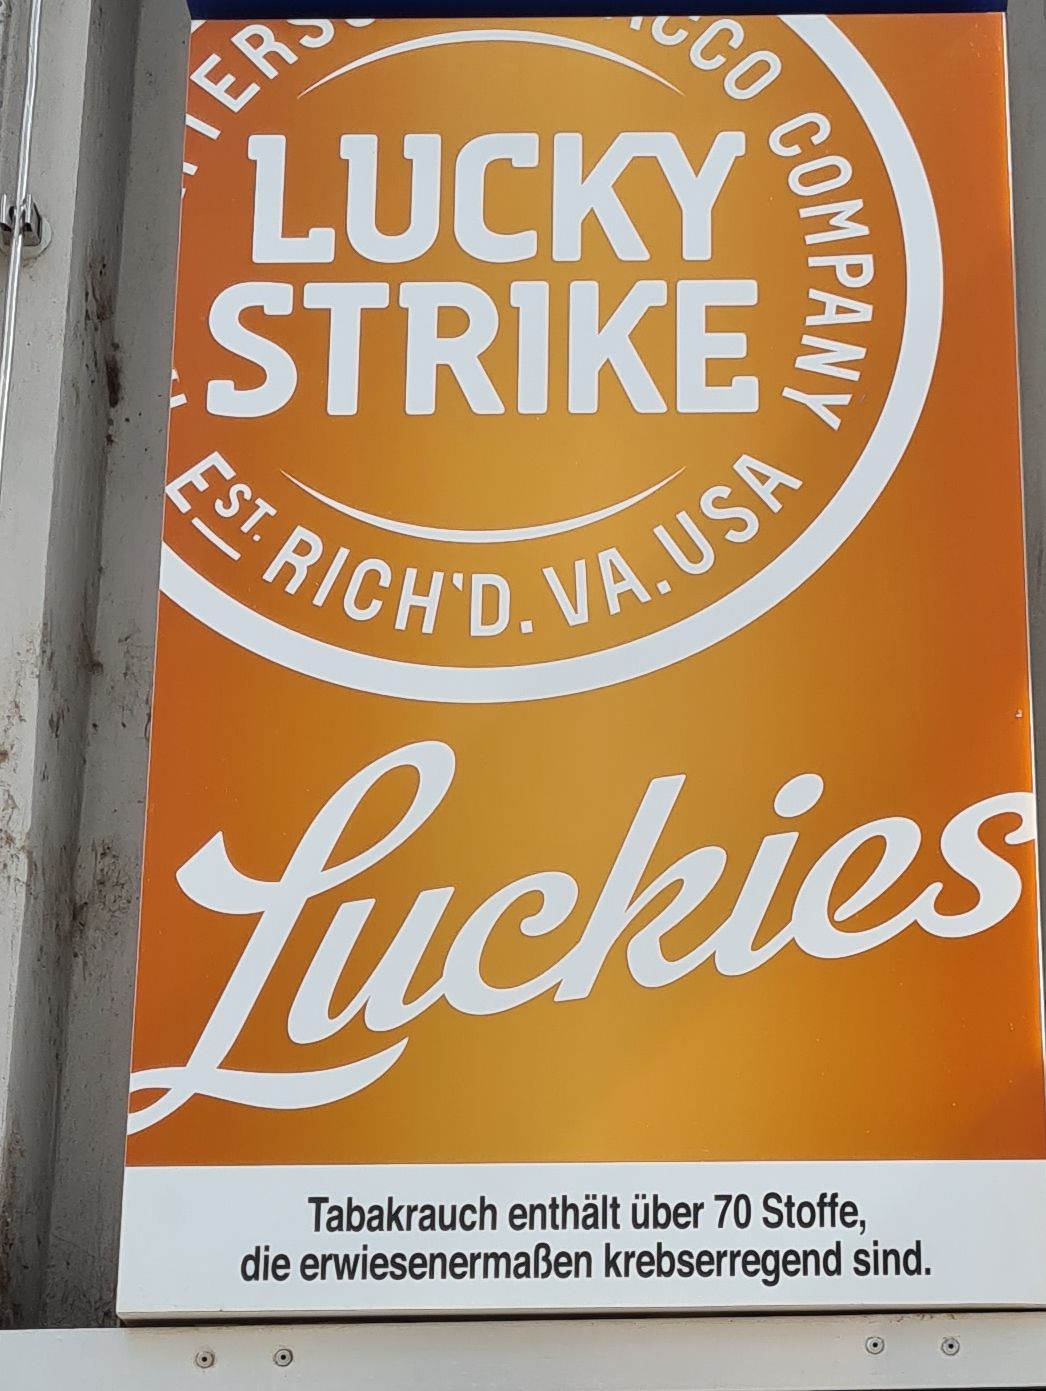 COMPANY
LUCKY
STRIKE
EST. RICH'D. VA. USA
Luckies
Tabakrauch enthält über 70 Stoffe,
die erwiesenermaßen krebserregend sind.